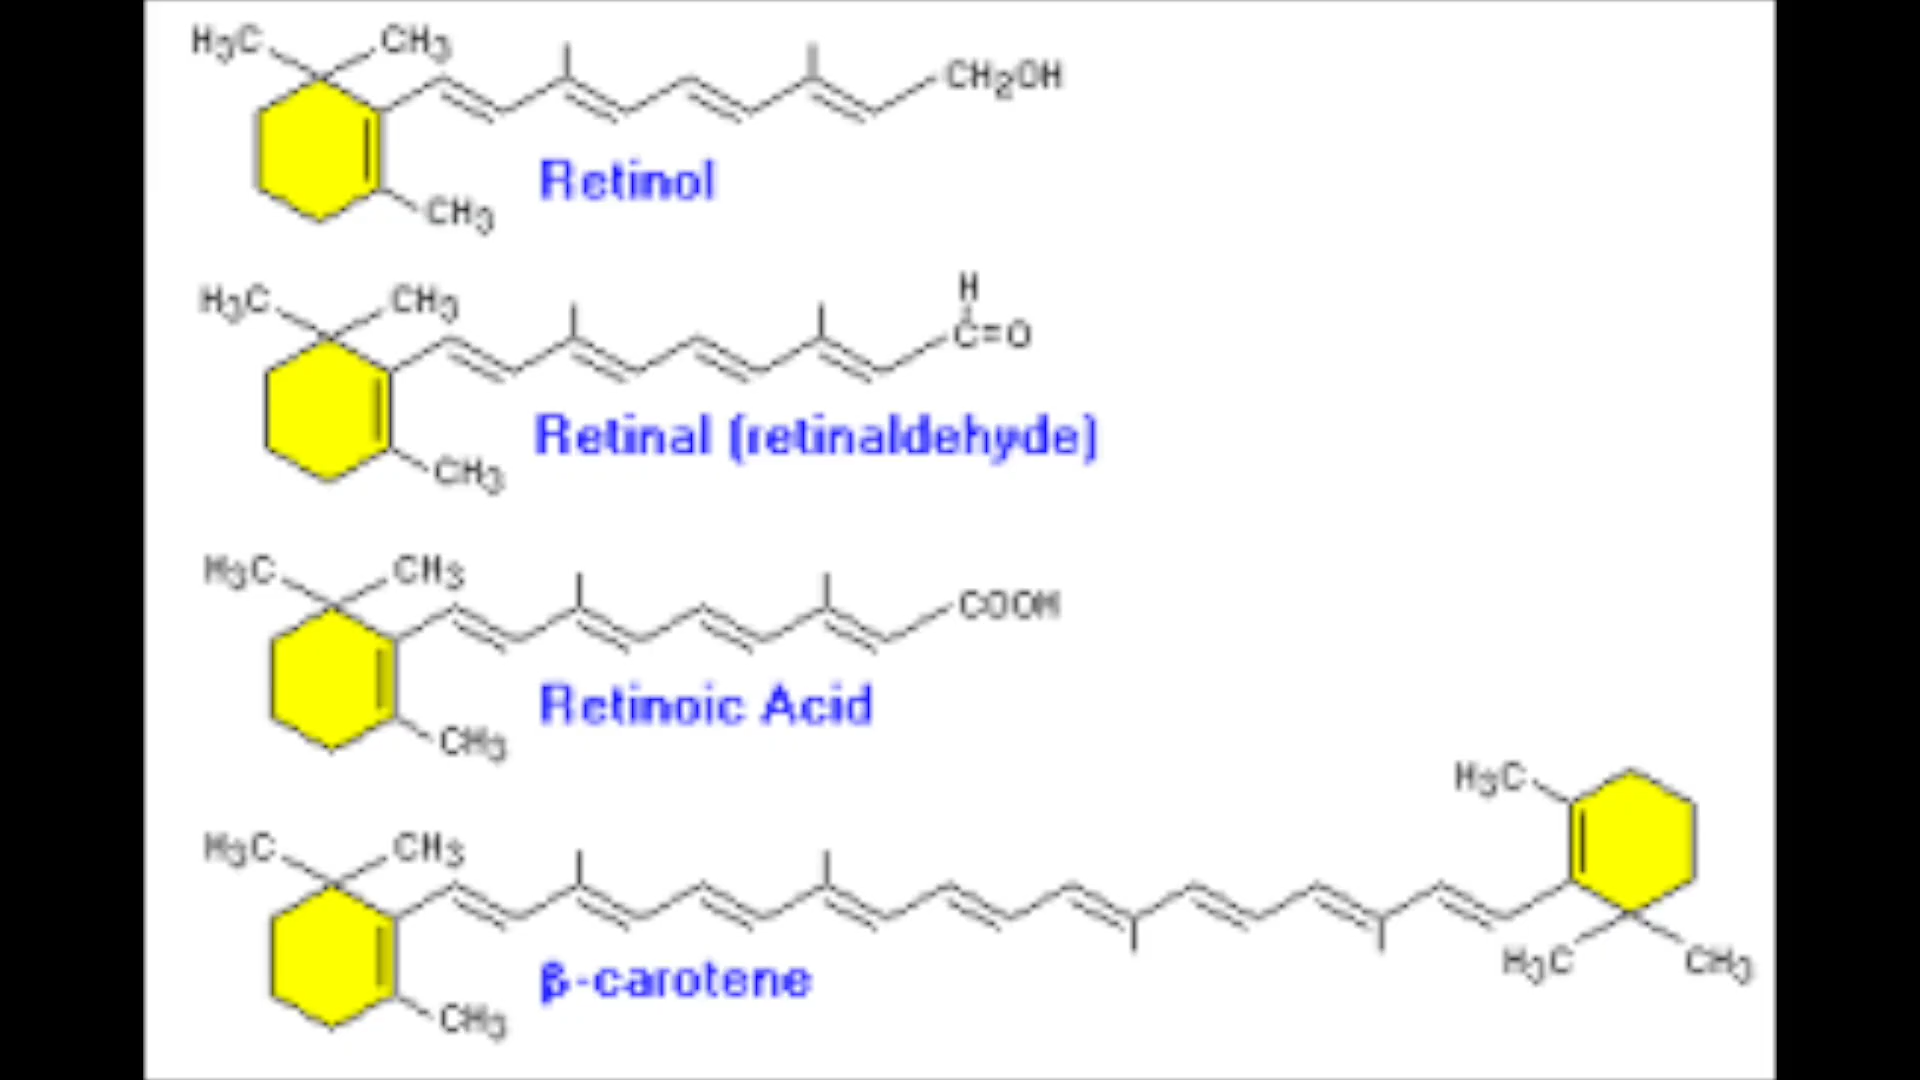 H3C CH3
CH2OH
Retinol
CH3
H
H3C CH3
C=O
Retinal (retinaldehyde)
CH3
H3C CH3
COOH
Retinoic Acid
CH3
H3C
H3C CH3
H3C CH3
β-carotene
CH3